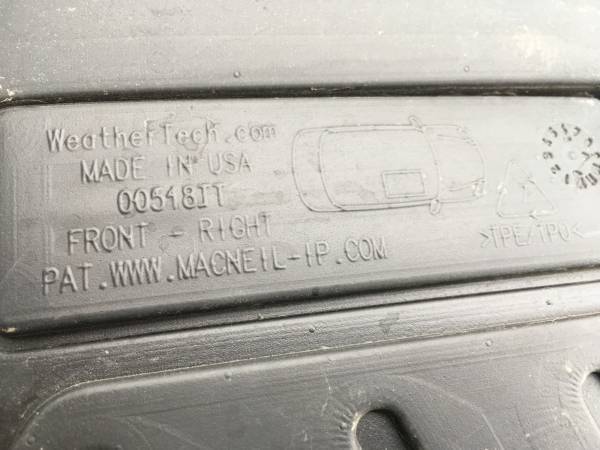 WeatherTech.com
MADE IN USA
00548IT
FRONT - RIGHT
PAT.WWW.MACNEIL-IP.COM
>TPE/TPO<